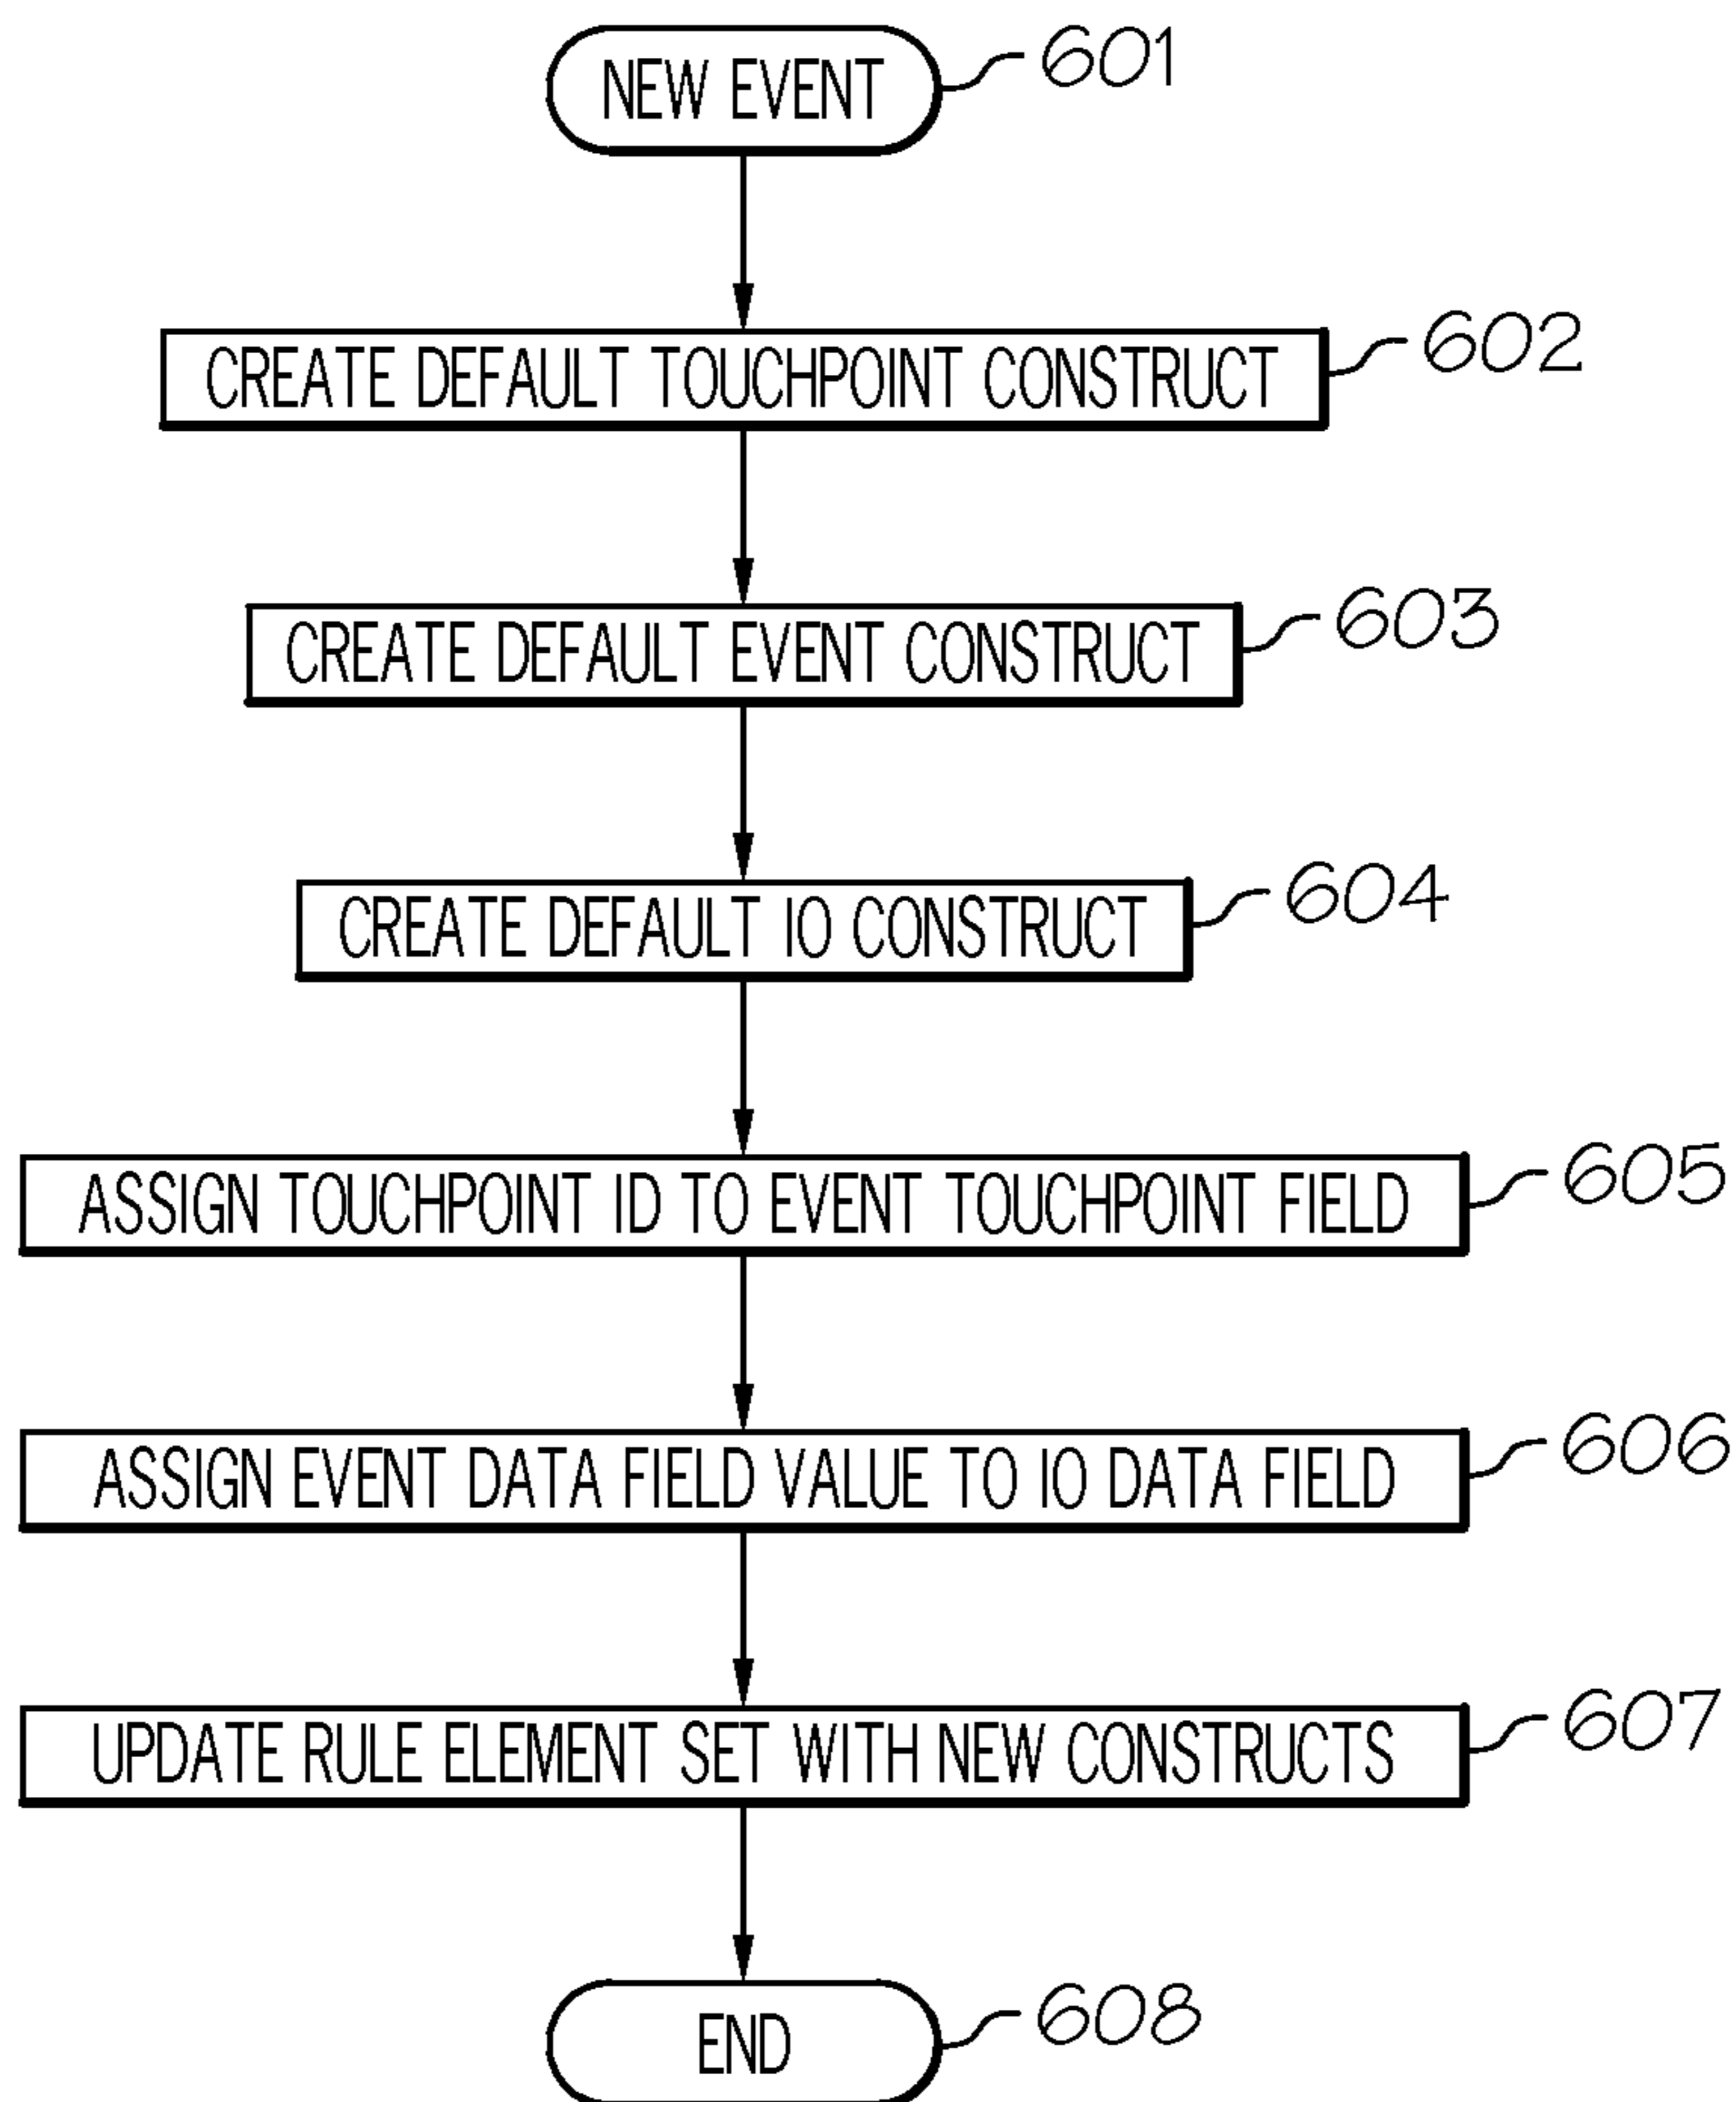 NEW EVENT
601
CREATE DEFAULT TOUCHPOINT CONSTRUCT
602
CREATE DEFAULT EVENT CONSTRUCT
603
CREATE DEFAULT IO CONSTRUCT
604
ASSIGN TOUCHPOINT ID TO EVENT TOUCHPOINT FIELD
605
ASSIGN EVENT DATA FIELD VALUE TO IO DATA FIELD
606
UPDATE RULE ELEMENT SET WITH NEW CONSTRUCTS
607
END
608